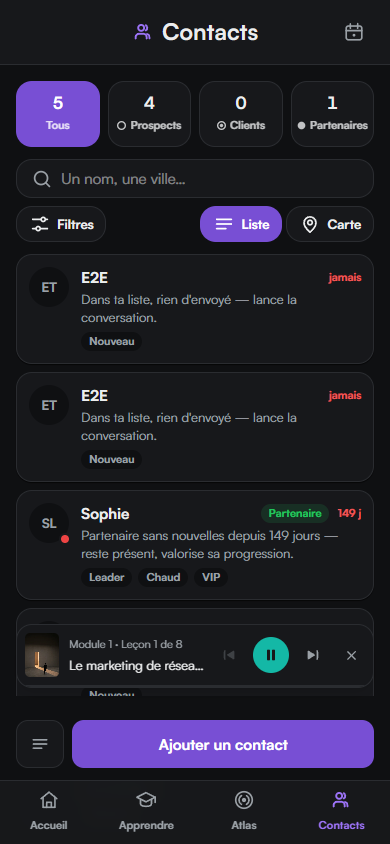 Contacts
5
Tous
4
Prospects
0
Clients
1
Partenaires
Un nom, une ville...
Filtres
Liste
Carte
ET
E2E
jamais
Dans ta liste, rien d'envoyé — lance la
conversation.
Nouveau
ET
E2E
jamais
Dans ta liste, rien d'envoyé — lance la
conversation.
Nouveau
SL
Sophie
Partenaire
149 j
Partenaire sans nouvelles depuis 149 jours —
reste présent, valorise sa progression.
Leader
Chaud
VIP
Module 1 · Leçon 1 de 8
Le marketing de résea...
Nouveau
Ajouter un contact
Accueil
Apprendre
Atlas
Contacts